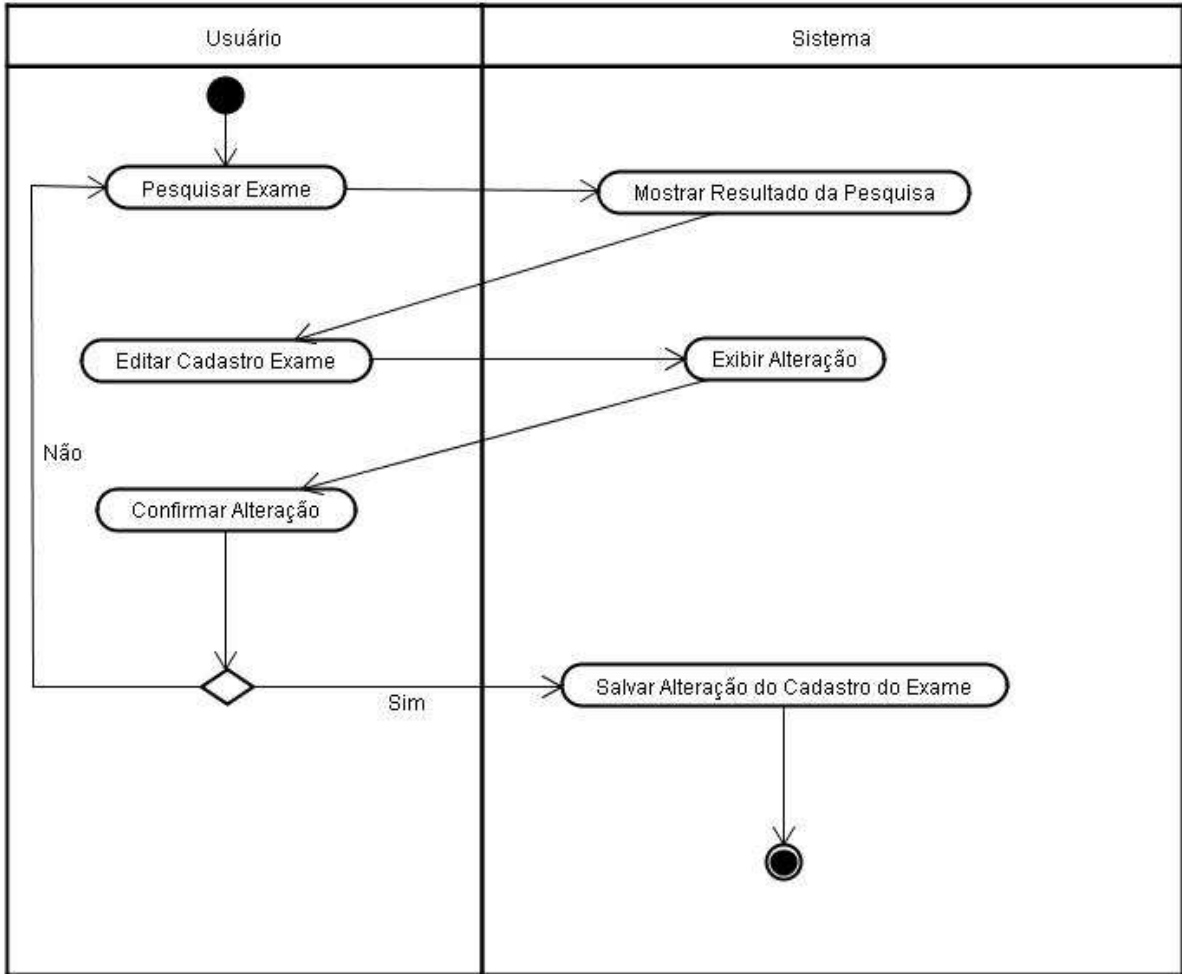 Usuário
Sistema
Pesquisar Exame
Mostrar Resultado da Pesquisa
Editar Cadastro Exame
Exibir Alteração
Não
Confirmar Alteração
Sim
Salvar Alteração do Cadastro do Exame